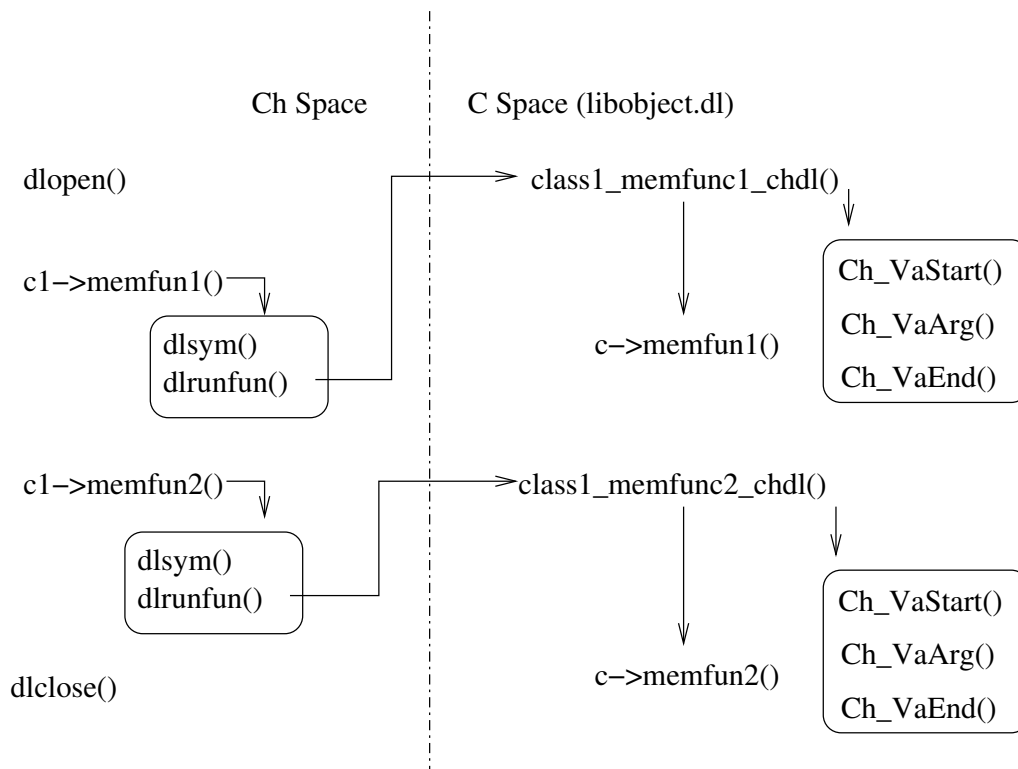 Ch Space
C Space (libobject.dl)
dlopen()
class1_memfunc1_chdl()
c1−>memfun1()
dlsym()
dlrunfun()
c−>memfun1()
Ch_VaStart()
Ch_VaArg()
Ch_VaEnd()
c1−>memfun2()
class1_memfunc2_chdl()
dlsym()
dlrunfun()
c−>memfun2()
Ch_VaStart()
Ch_VaArg()
Ch_VaEnd()
dlclose()